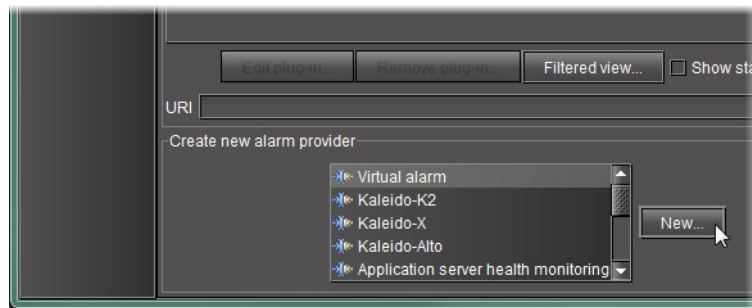 Edit plug-in... Remove plug-in... Filtered view... Show sta
URI
Create new alarm provider
Virtual alarm
Kaleido-K2
Kaleido-X
New...
Kaleido-Alto
Application server health monitoring